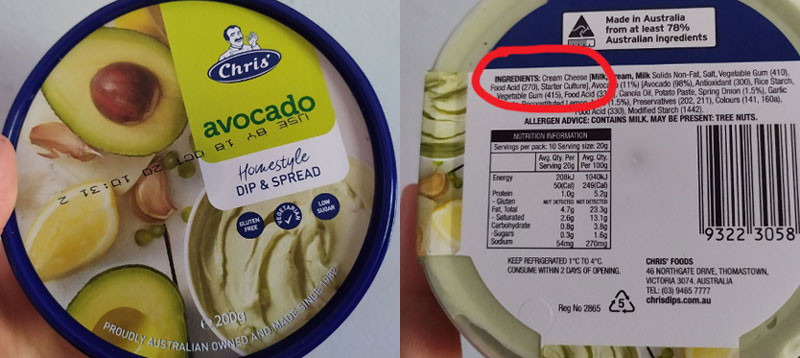 Chris'
avocado
USE BY 18 OCT 20 10:31 2
Homestyle
DIP & SPREAD
GLUTEN FREE
VEGETARIAN
LOW SUGAR
℮ 200g
PROUDLY AUSTRALIAN OWNED AND MADE SINCE 1982
Made in Australia
from at least 78%
Australian ingredients
INGREDIENTS: Cream Cheese [Milk, Cream, Milk Solids Non-Fat, Salt, Vegetable Gum (410),
Food Acid (270), Starter Culture], Avocado (11%) [Avocado (98%), Antioxidant (300), Rice Starch,
Vegetable Gum (415), Food Acid (330)], Canola Oil, Potato Paste, Spring Onion (1.5%), Garlic
Reconstituted Lemon (1.5%), Preservatives (202, 211), Colours (141, 160a),
Food Acid (330), Modified Starch (1442).
ALLERGEN ADVICE: CONTAINS MILK. MAY BE PRESENT: TREE NUTS.
NUTRITION INFORMATION
Servings per pack: 10 Serving size: 20g
Avg. Qty. Per Serving 20g Avg. Qty. Per 100g
Energy 208kJ 1040kJ
50(Cal) 249(Cal)
Protein 1.0g 5.2g
- Gluten NOT DETECTED NOT DETECTED
Fat, Total 4.7g 23.3g
- Saturated 2.6g 13.1g
Carbohydrate 0.8g 3.8g
-Sugars 0.3g 1.6g
Sodium 54mg 270mg
9322 3058
KEEP REFRIGERATED 1°C TO 4°C.
CONSUME WITHIN 2 DAYS OF OPENING.
CHRIS' FOODS
46 NORTHGATE DRIVE, THOMASTOWN,
VICTORIA 3074. AUSTRALIA
TEL: (03) 9465 7777
chrisdips.com.au
Reg No 2865
5